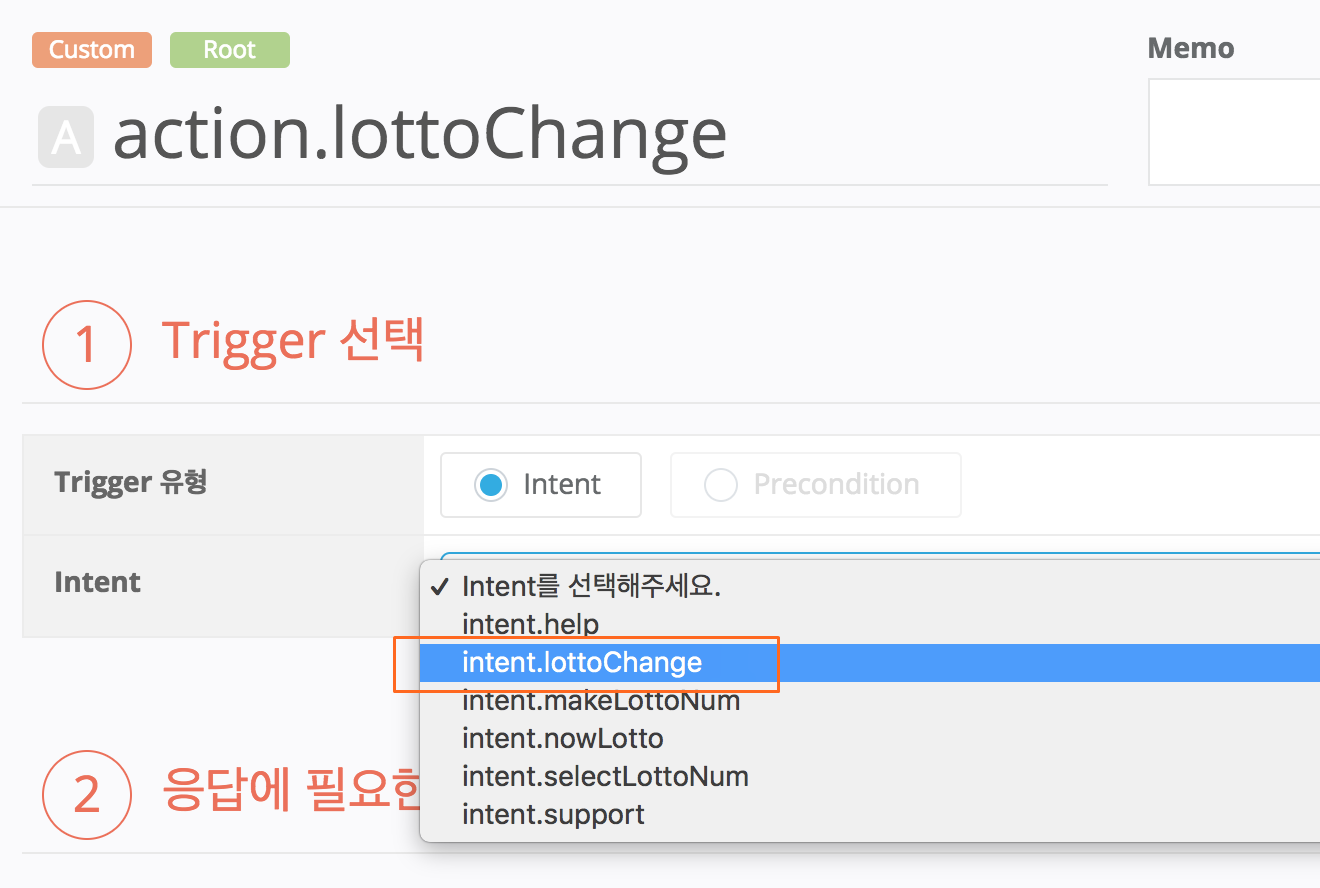 Custom Root
Memo
A action.lottoChange
1 Trigger 선택
Trigger 유형 Intent Precondition
Intent
✓ Intent를 선택해주세요.
intent.help
intent.lottoChange
intent.makeLottoNum
intent.nowLotto
intent.selectLottoNum
intent.support
2 응답에 필요한